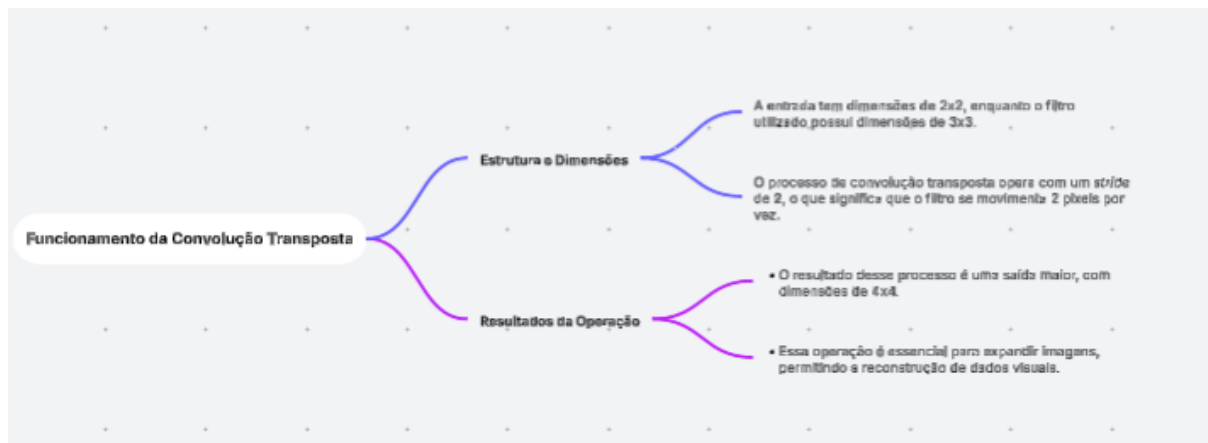 Funcionamento da Convolução Transposta
Estrutura e Dimensões
A entrada tem dimensões de 2x2, enquanto o filtro
utilizado possui dimensões de 3x3.
O processo de convolução transposta opera com um stride
de 2, o que significa que o filtro se movimenta 2 pixels por
vez.
Resultados da Operação
• O resultado desse processo é uma saída maior, com
dimensões de 4x4.
• Essa operação é essencial para expandir imagens,
permitindo a reconstrução de dados visuais.